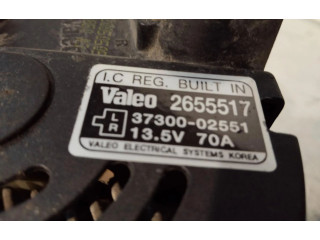 I.C REG. BUILT IN
Valeo 2655517
L R 37300-02551
13.5V 70A
VALEO ELECTRICAL SYSTEMS KOREA